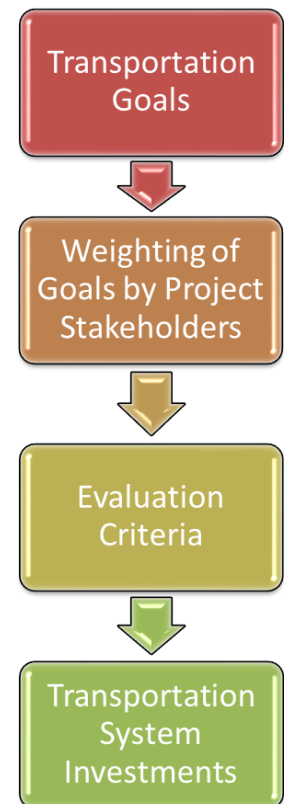 Transportation
Goals
Weighting of
Goals by Project
Stakeholders
Evaluation
Criteria
Transportation
System
Investments